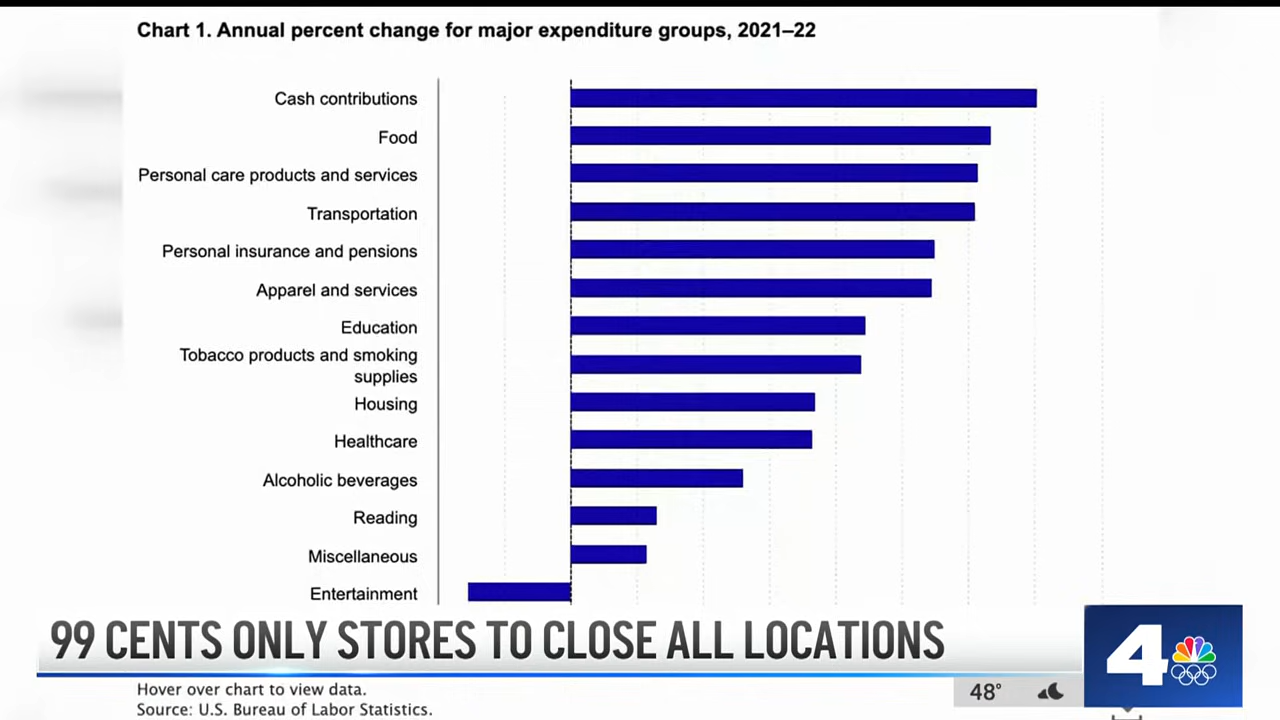 Chart 1. Annual percent change for major expenditure groups, 2021–22
Cash contributions
Food
Personal care products and services
Transportation
Personal insurance and pensions
Apparel and services
Education
Tobacco products and smoking
supplies
Housing
Healthcare
Alcoholic beverages
Reading
Miscellaneous
Entertainment
99 CENTS ONLY STORES TO CLOSE ALL LOCATIONS
4
Hover over chart to view data.
48°
Source: U.S. Bureau of Labor Statistics.